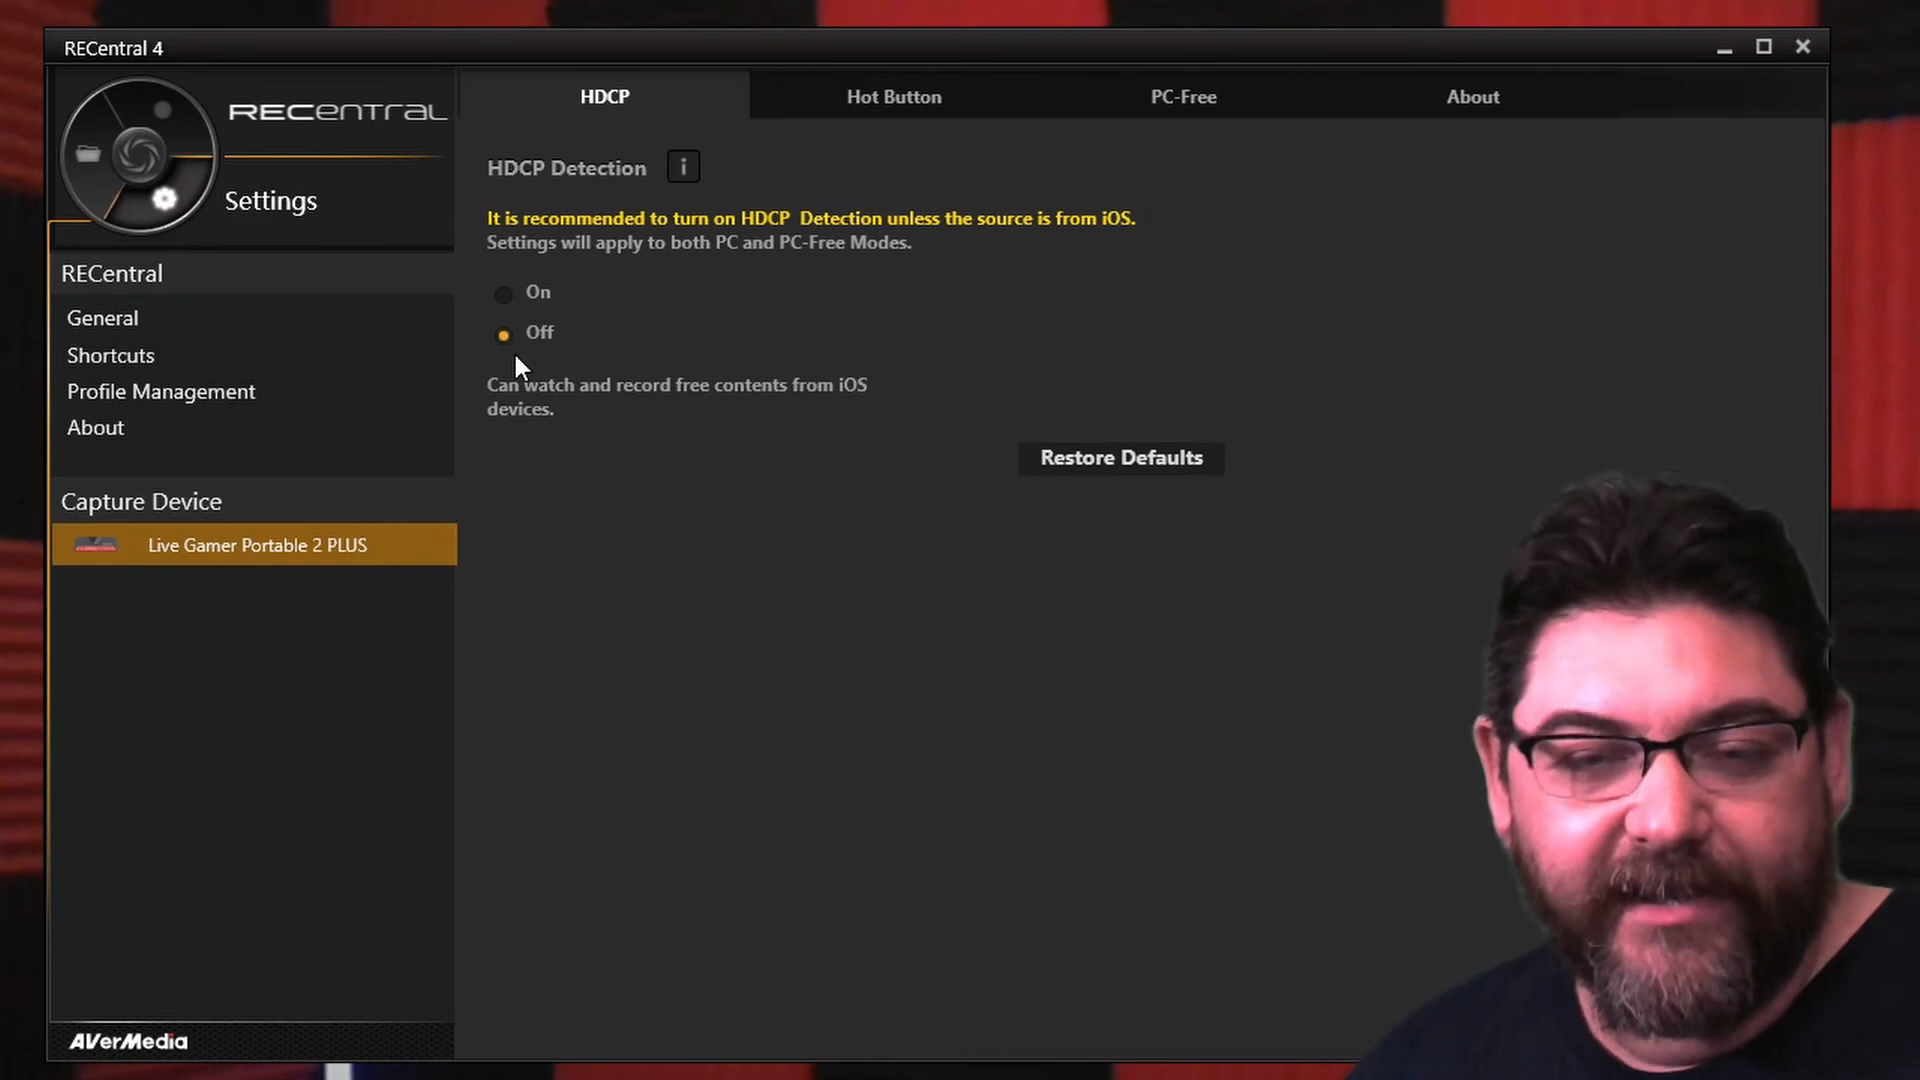 RECentral 4
RECentral
Settings
RECentral
General
Shortcuts
Profile Management
About
Capture Device
Live Gamer Portable 2 PLUS
AVerMedia
HDCP
Hot Button
PC-Free
About
HDCP Detection
i
It is recommended to turn on HDCP Detection unless the source is from iOS.
Settings will apply to both PC and PC-Free Modes.
On
Off
Can watch and record free contents from iOS
devices.
Restore Defaults